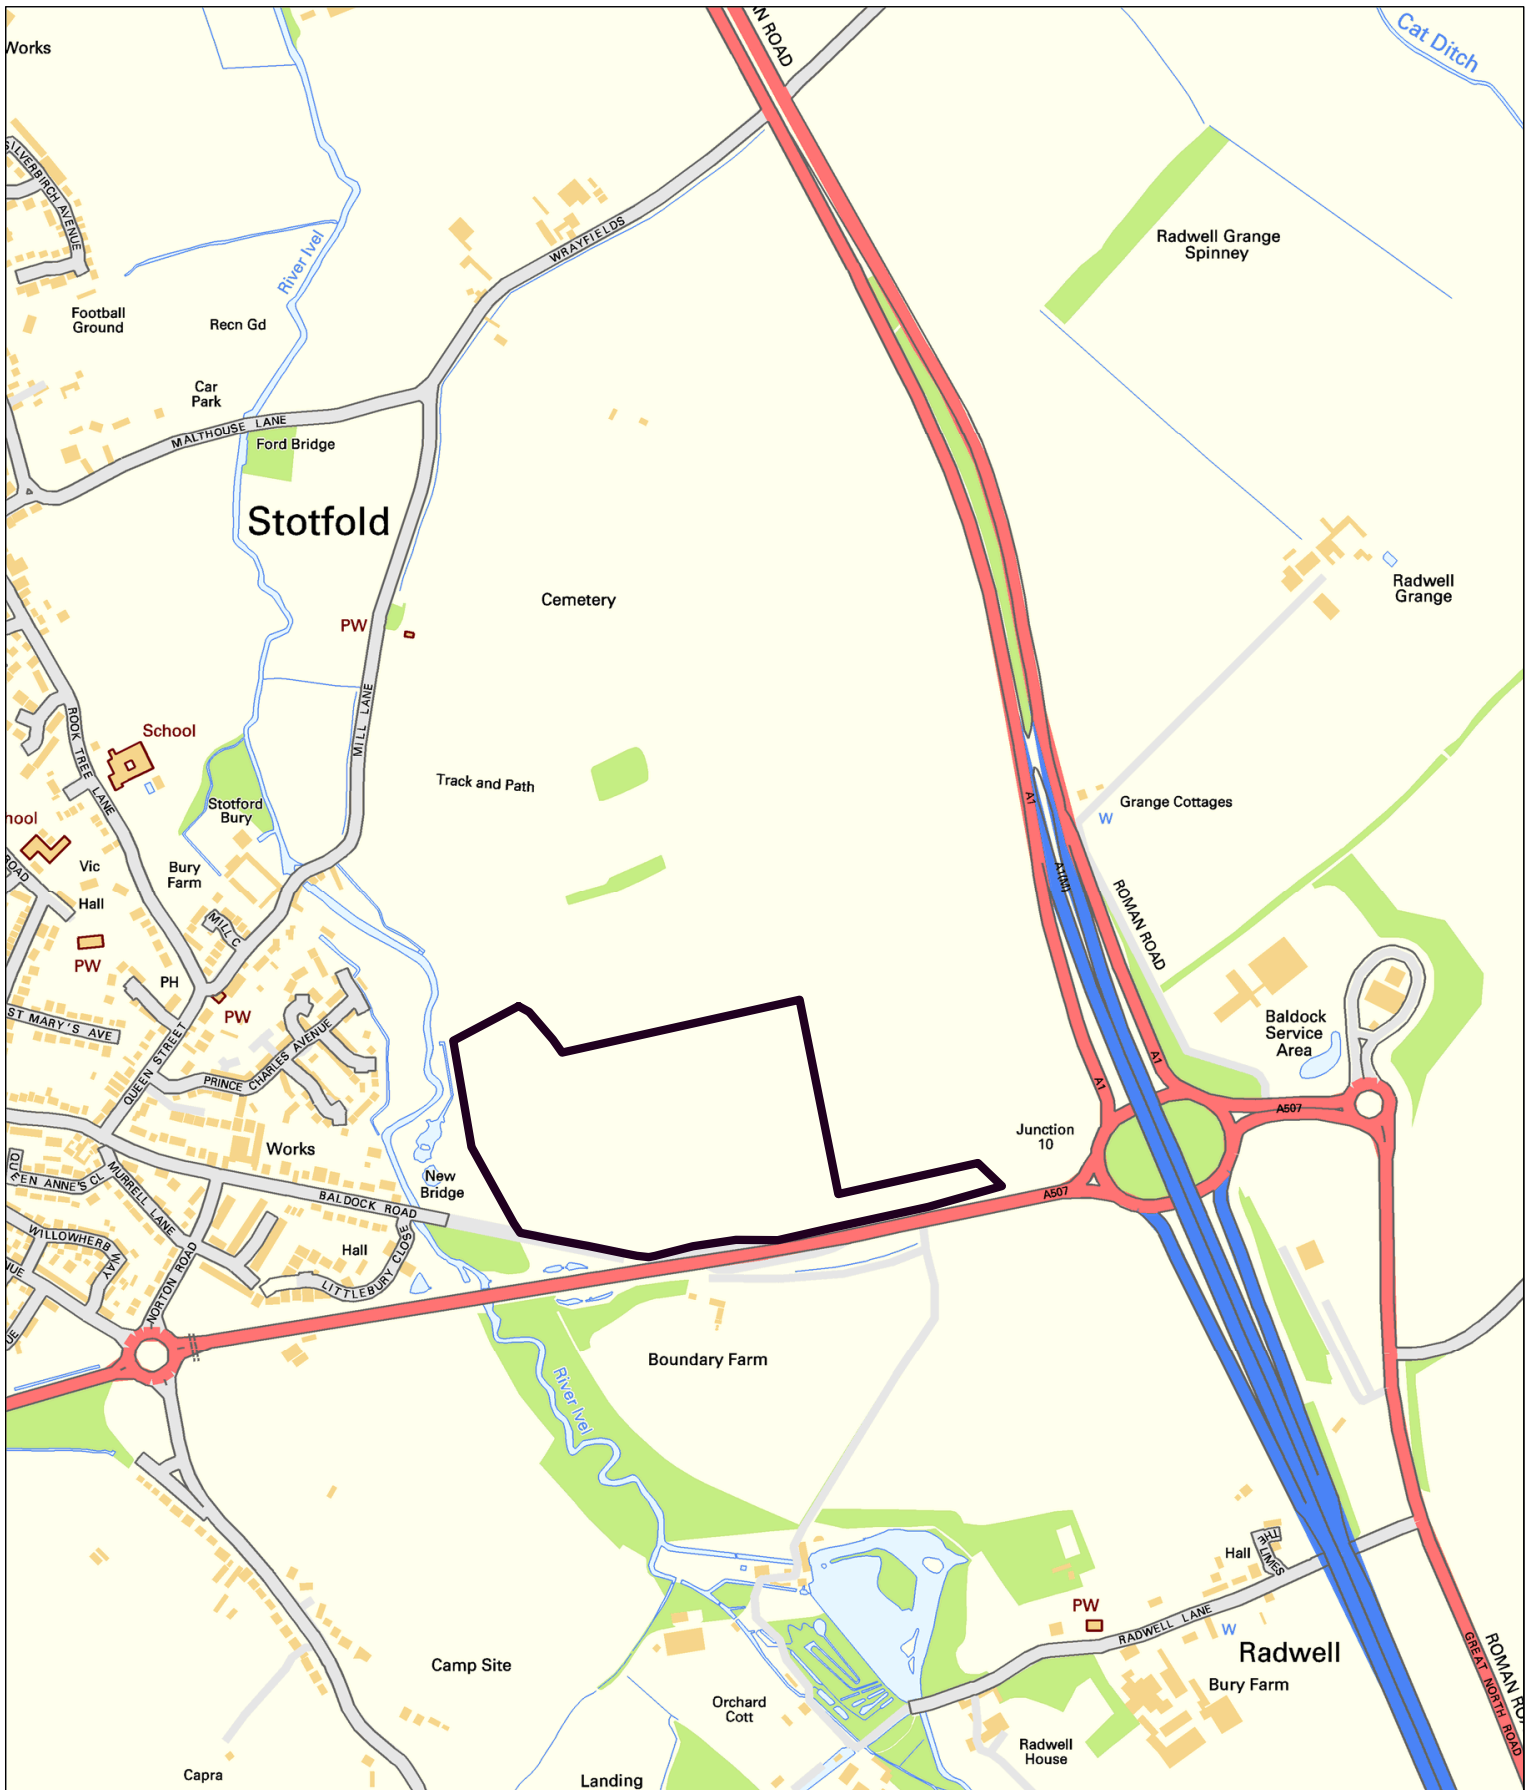 Works
ROAD
Cat Ditch
SILVERBIRCH AVENUE
WRAYFIELDS
River Ivel
Radwell Grange
Spinney
Football
Ground
Recn Gd
Car
Park
MALTHOUSE LANE
Ford Bridge
Stotfold
Cemetery
Radwell
Grange
PW
MILL LANE
ROOK TREE LANE
School
Track and Path
Stotford
Bury
A1
Grange Cottages
W
Vic
Bury
Farm
ROAD
A1(M)
Hall
ROMAN ROAD
MILL C
PW
PH
PW
ST MARY'S AVE
QUEEN STREET
PRINCE CHARLES AVENUE
Baldock
Service
Area
A1
A1
A507
Works
Junction
10
New
Bridge
QUEEN ANNE'S CL
MURRELL LANE
BALDOCK ROAD
A507
WILLOWHERB WAY
NORTON ROAD
Hall
LITTLEBURY CLOSE
Boundary Farm
River Ivel
Hall
THE LIMES
PW
RADWELL LANE
W
Radwell
Camp Site
Bury Farm
Orchard
Cott
Radwell
House
GREAT NORTH ROAD
Capra
Landing